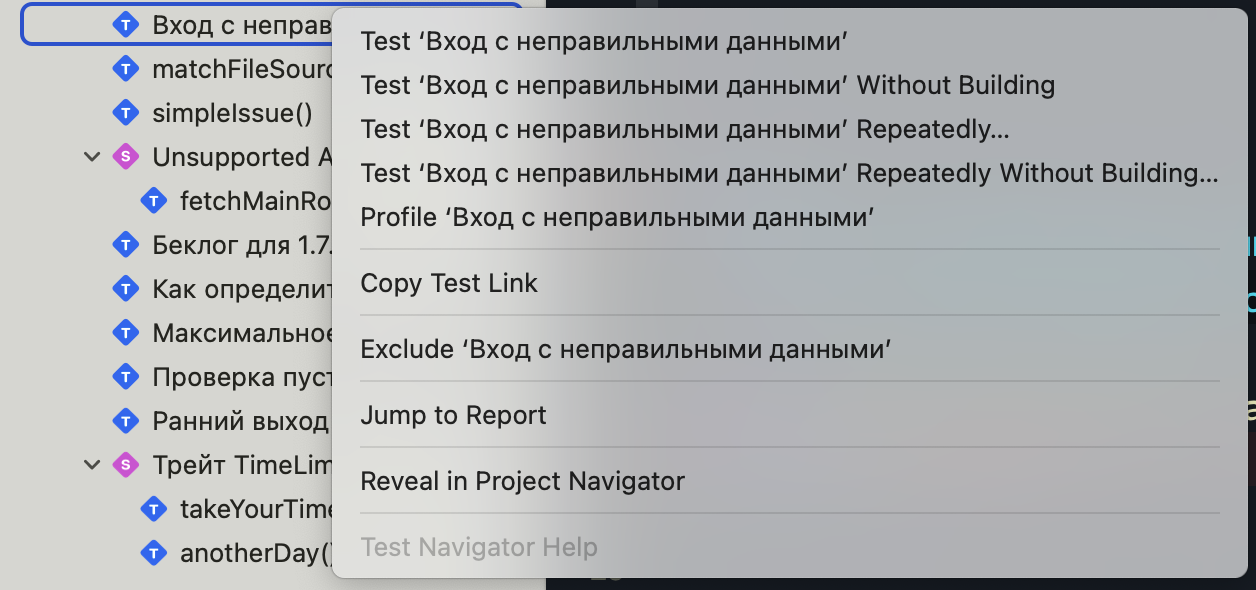 Вход с неправ
Test ‘Вход с неправильными данными’
matchFileSour
Test ‘Вход с неправильными данными’ Without Building
simpleIssue()
Test ‘Вход с неправильными данными’ Repeatedly...
Unsupported A
Test ‘Вход с неправильными данными’ Repeatedly Without Building...
fetchMainRo
Profile ‘Вход с неправильными данными’
Беклог для 1.7.
Copy Test Link
Как определит
Максимальное
Exclude ‘Вход с неправильными данными’
Проверка пуст
Jump to Report
Ранний выход
Трейт TimeLim
Reveal in Project Navigator
takeYourTime
anotherDay()
Test Navigator Help